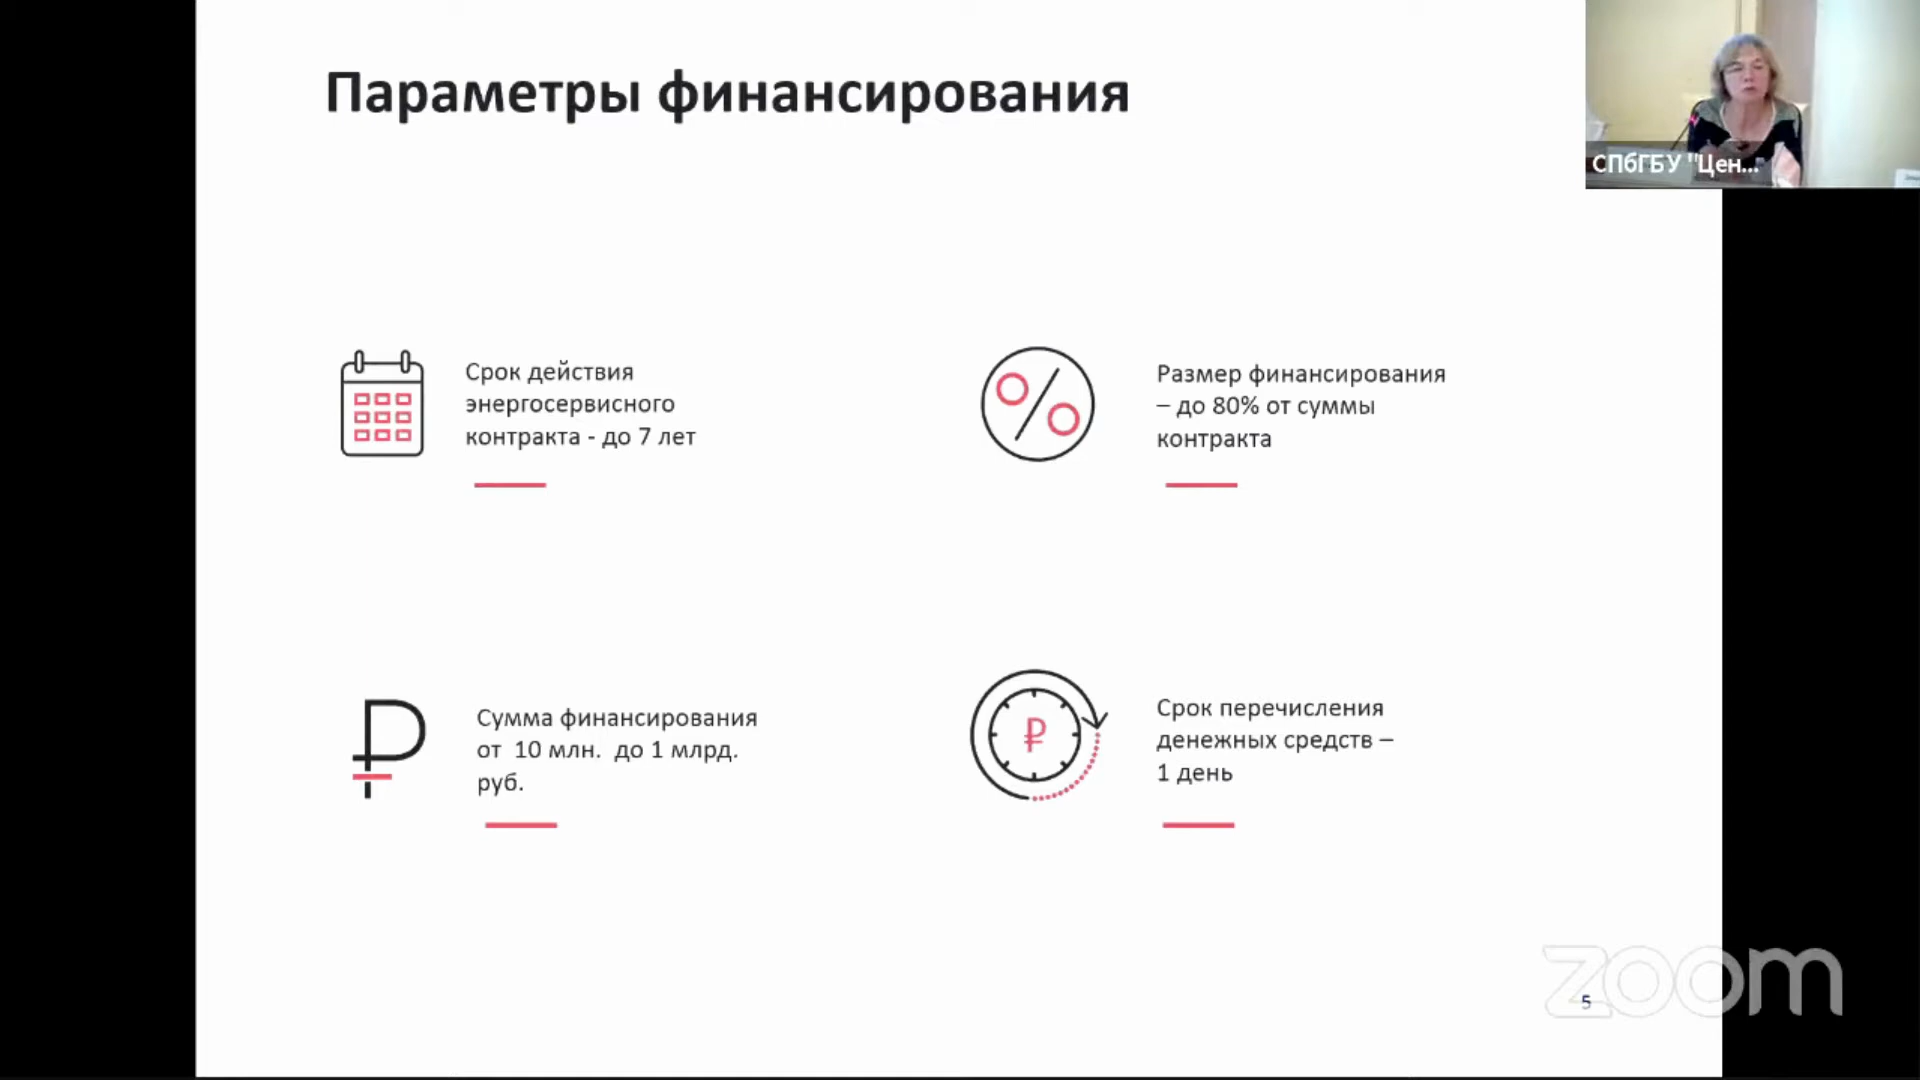 Параметры финансирования
СПбГБУ "Цен...
Срок действия
энергосервисного
контракта - до 7 лет
Размер финансирования
– до 80% от суммы
контракта
Сумма финансирования
от 10 млн. до 1 млрд.
руб.
Срок перечисления
денежных средств –
1 день
zoom
5